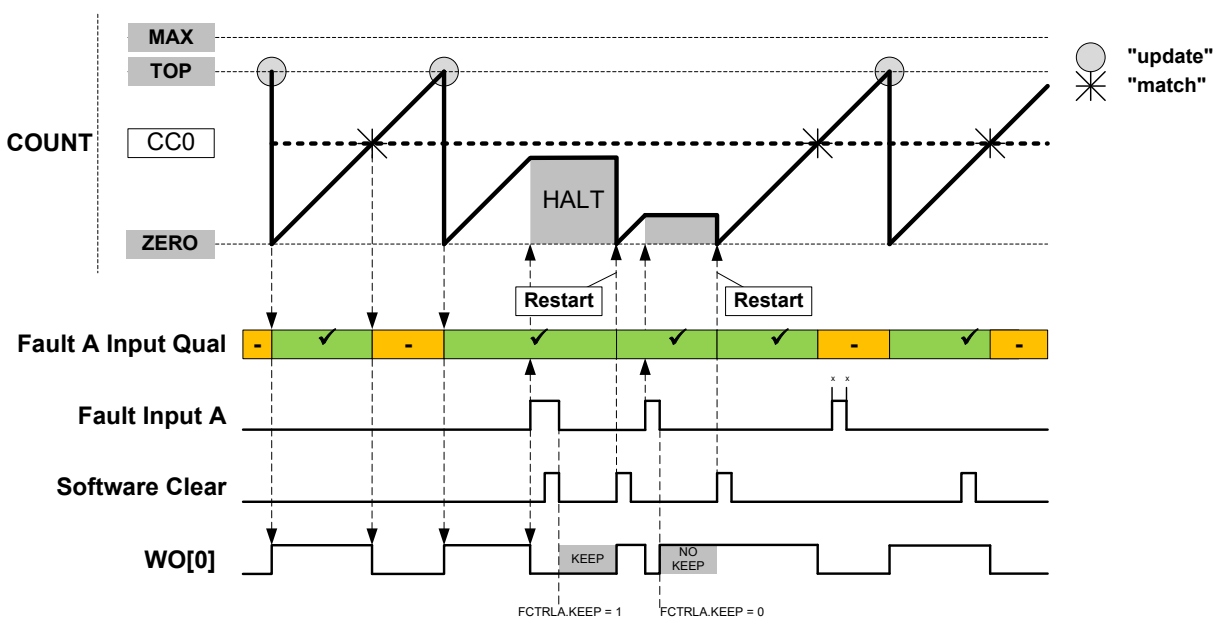 MAX
TOP
"update"
"match"
COUNT
CC0
HALT
ZERO
Restart
Restart
Fault A Input Qual
- ✓ - ✓ ✓ ✓ - ✓ -
x x
Fault Input A
Software Clear
WO[0]
KEEP
NO
KEEP
FCTRLA.KEEP = 1
FCTRLA.KEEP = 0